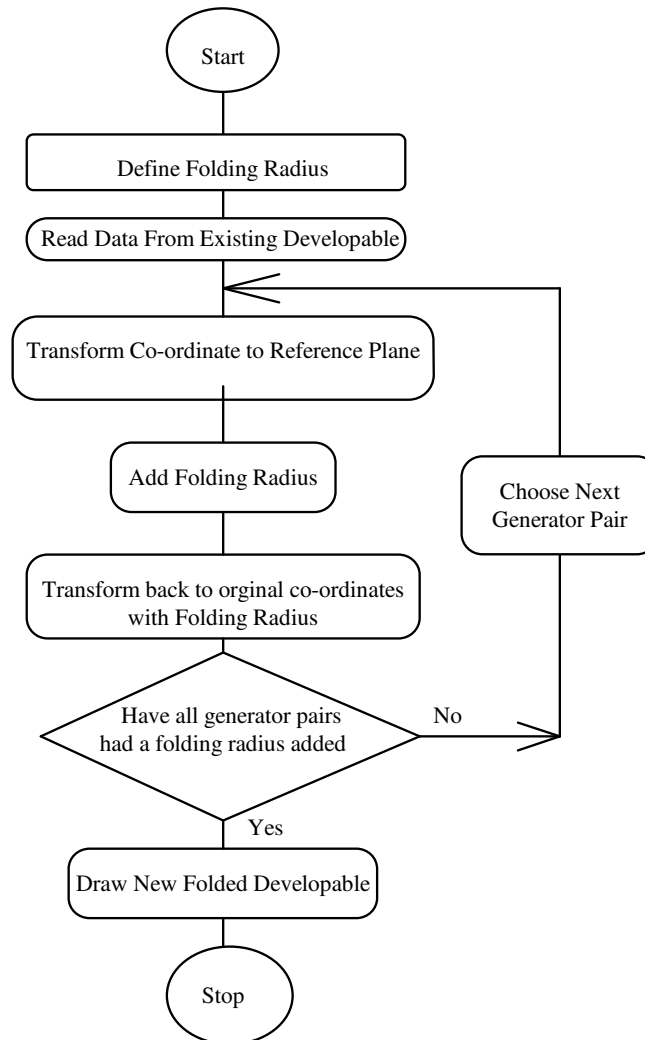 Start
Define Folding Radius
Read Data From Existing Developable
Transform Co-ordinate to Reference Plane
Add Folding Radius
Choose Next
Generator Pair
Transform back to orginal co-ordinates
with Folding Radius
Have all generator pairs
had a folding radius added
No
Yes
Draw New Folded Developable
Stop